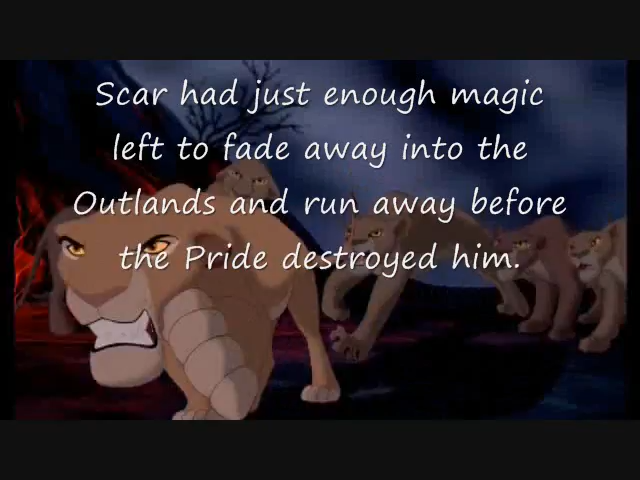 Scar had just enough magic
left to fade away into the
Outlands and run away before
the Pride destroyed him.